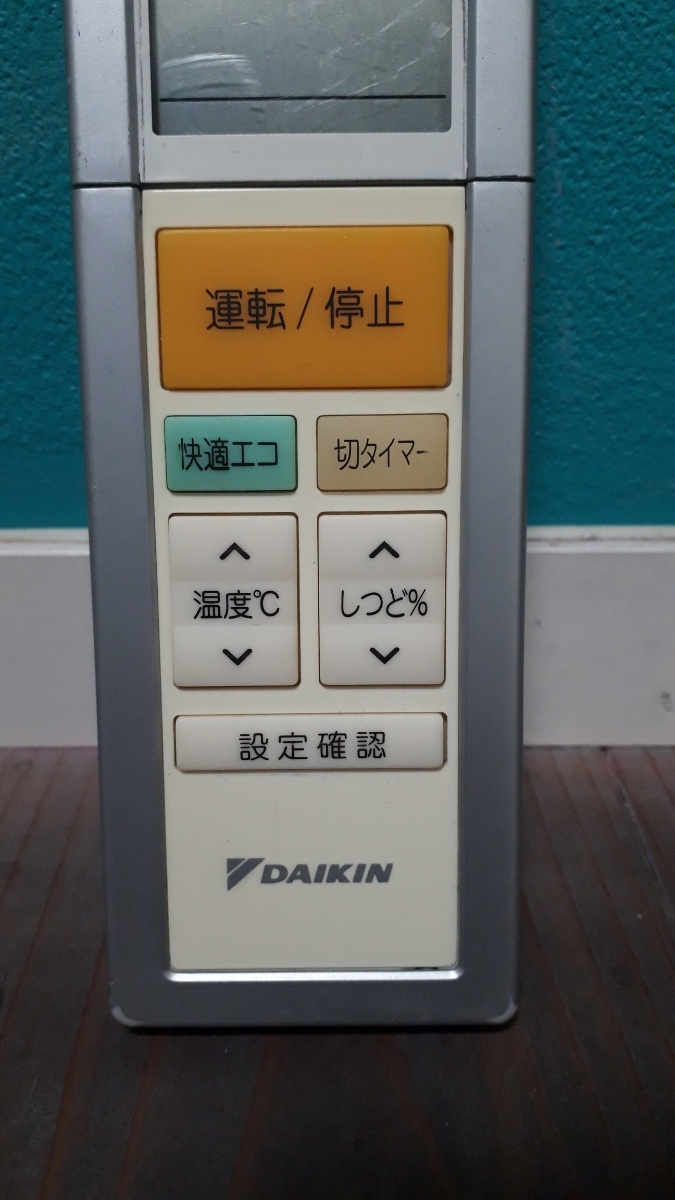 運転/停止
快適エコ
切タイマー
温度℃
しつど%
設定確認
DAIKIN